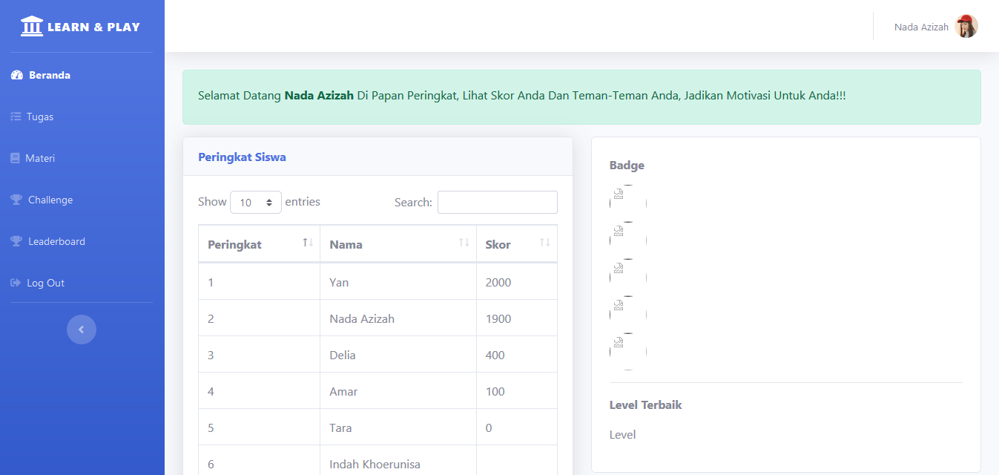 LEARN & PLAY
Nada Azizah
Beranda
Tugas
Materi
Challenge
Leaderboard
Log Out
Selamat Datang Nada Azizah Di Papan Peringkat, Lihat Skor Anda Dan Teman-Teman Anda, Jadikan Motivasi Untuk Anda!!!
Peringkat Siswa
Show 10 entries Search:
Peringkat Nama Skor
1 Yan 2000
2 Nada Azizah 1900
3 Delia 400
4 Amar 100
5 Tara 0
6 Indah Khoerunisa
Badge
Level Terbaik
Level